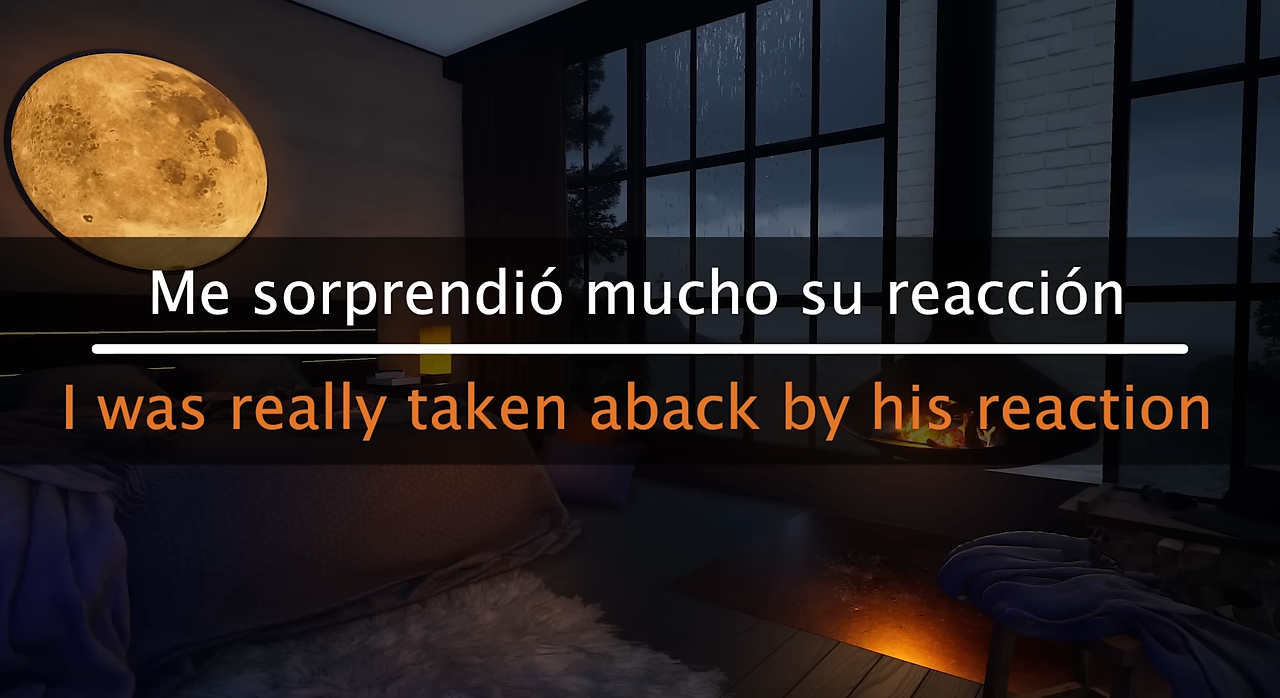 Me sorprendió mucho su reacción
I was really taken aback by his reaction